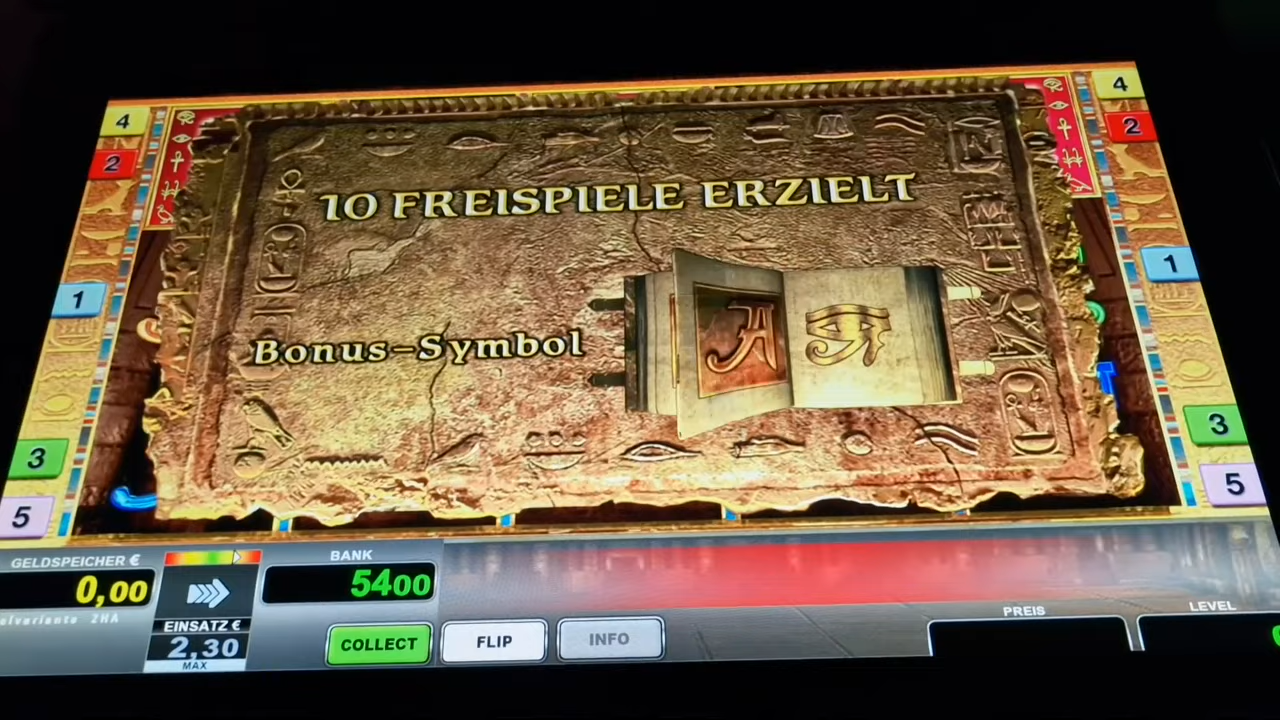 4
4
2
2
10 FREISPIELE ERZIELT
1
1
Bonus-Symbol
A
3
3
5
5
GELDSPEICHER €
0,00
BANK
5400
EINSATZ €
2,30
MAX
COLLECT
FLIP
INFO
PREIS
LEVEL